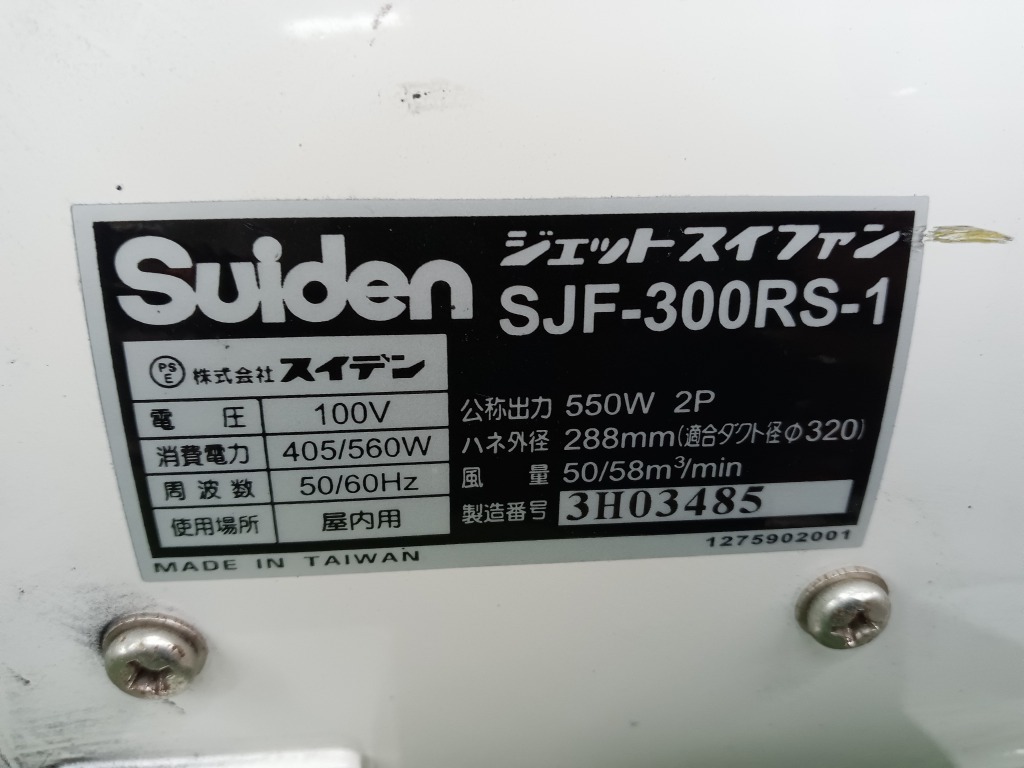 Suiden
ジェットスイファン
SJF-300RS-1
PS E 株式会社 スイデン
電圧 100V
消費電力 405/560W
周波数 50/60Hz
使用場所 屋内用
公称出力 550W 2P
ハネ外径 288mm(適合ダクト径Φ320)
風量 50/58m³/min
製造番号 3H03485
MADE IN TAIWAN
1275902001